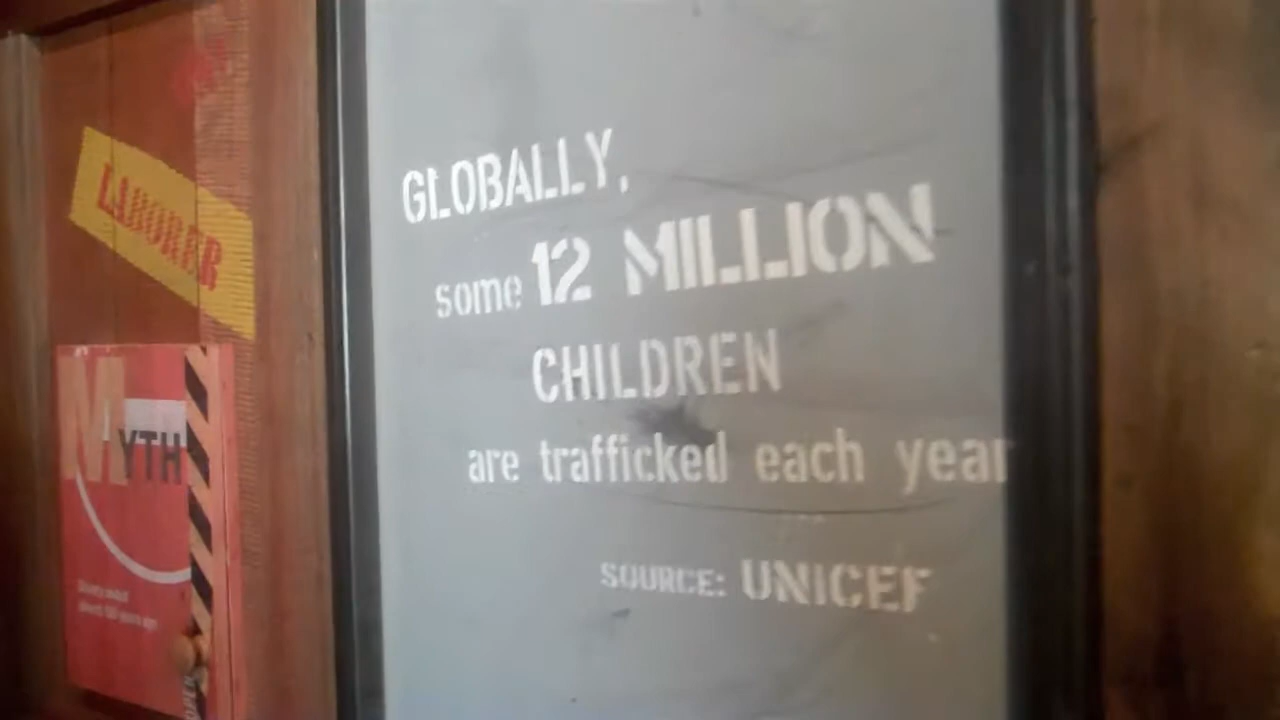 LABORER
MYTH
GLOBALLY,
some 12 MILLION
CHILDREN
are trafficked each year
SOURCE: UNICEF